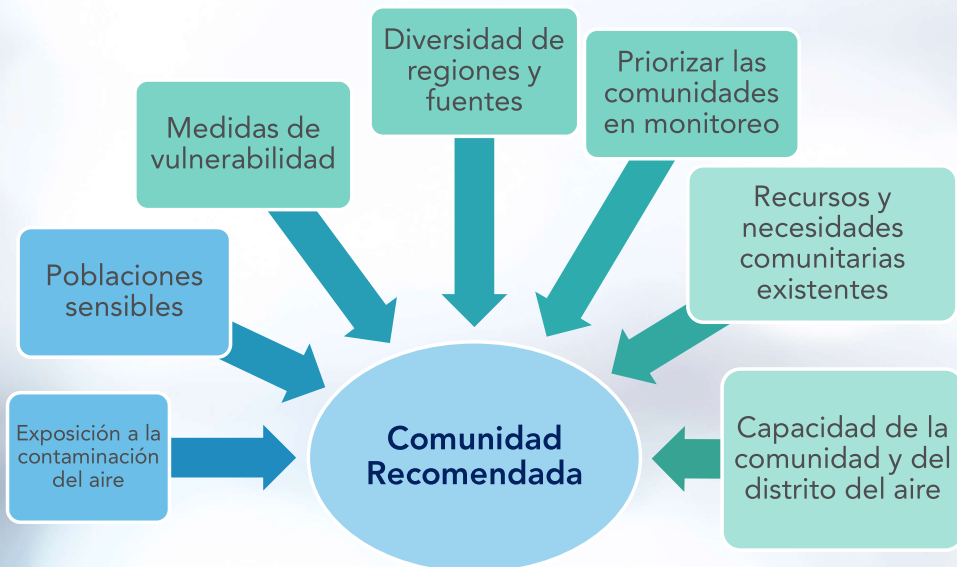 Diversidad de
regiones y
fuentes
Priorizar las
comunidades
en monitoreo
Medidas de
vulnerabilidad
Recursos y
necesidades
comunitarias
existentes
Poblaciones
sensibles
Exposición a la
contaminación
del aire
Comunidad
Recomendada
Capacidad de la
comunidad y del
distrito del aire